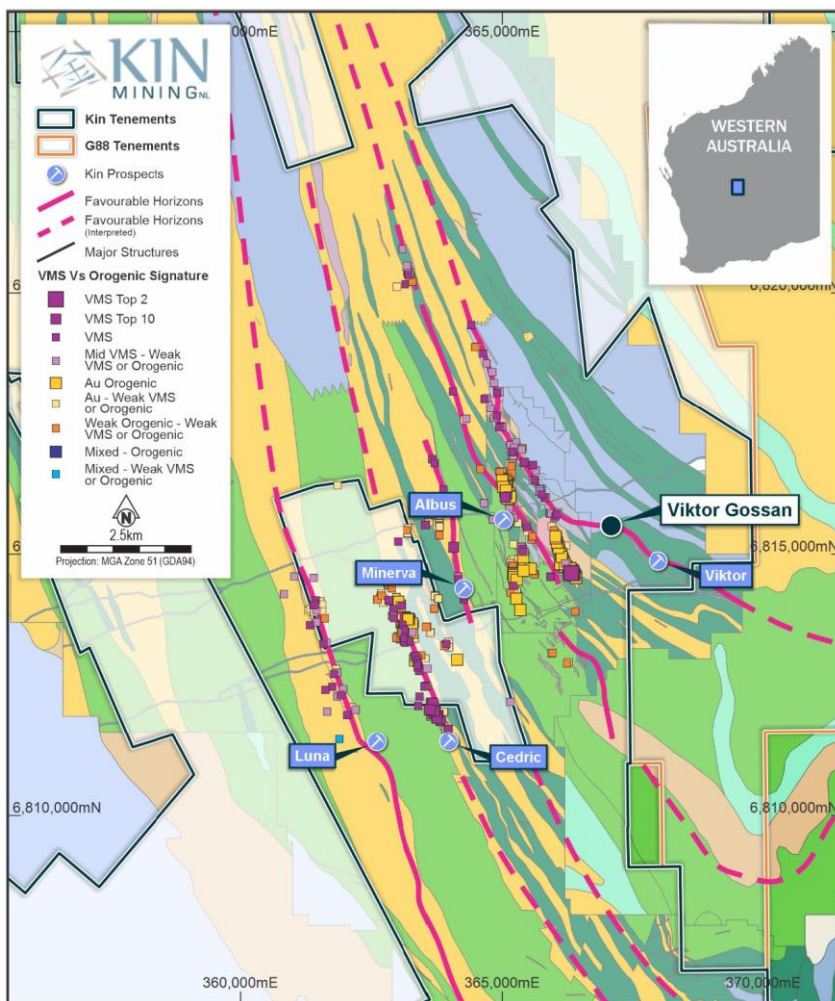 KIN
MINING NL
Kin Tenements
G88 Tenements
Kin Prospects
Favourable Horizons
Favourable Horizons
(Interpreted)
Major Structures
VMS Vs Orogenic Signature
VMS Top 2
VMS Top 10
VMS
Mid VMS - Weak
VMS or Orogenic
Au Orogenic
Au - Weak VMS
or Orogenic
Weak Orogenic - Weak
VMS or Orogenic
Mixed - Orogenic
Mixed - Weak VMS
or Orogenic
N
2.5km
Projection: MGA Zone 51 (GDA94)
000mE
365,000mE
WESTERN
AUSTRALIA
6,820,000mN
Albus
Viktor Gossan
6,815,000mN
Minerva
Viktor
Luna
Cedric
6,810,000mN
6,810,000mN
360,000mE
365,000mE
370,000mE